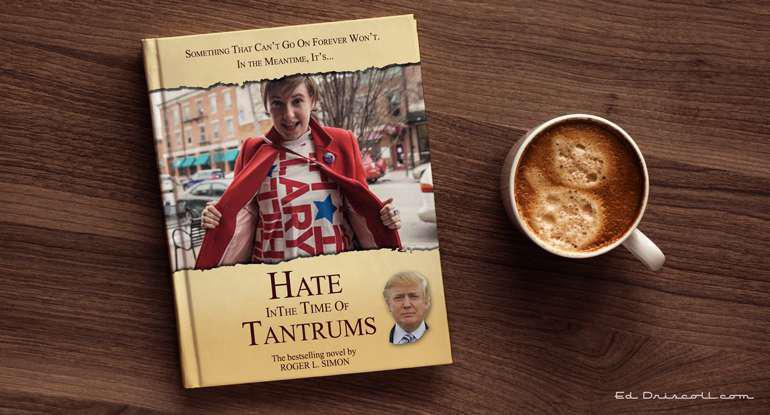 Something That Can't Go On Forever Won't.
In the Meantime, It's...
LARY
Hate
InThe Time Of
Tantrums
The bestselling novel by
ROGER L. SIMON
Ed Driscoll.com